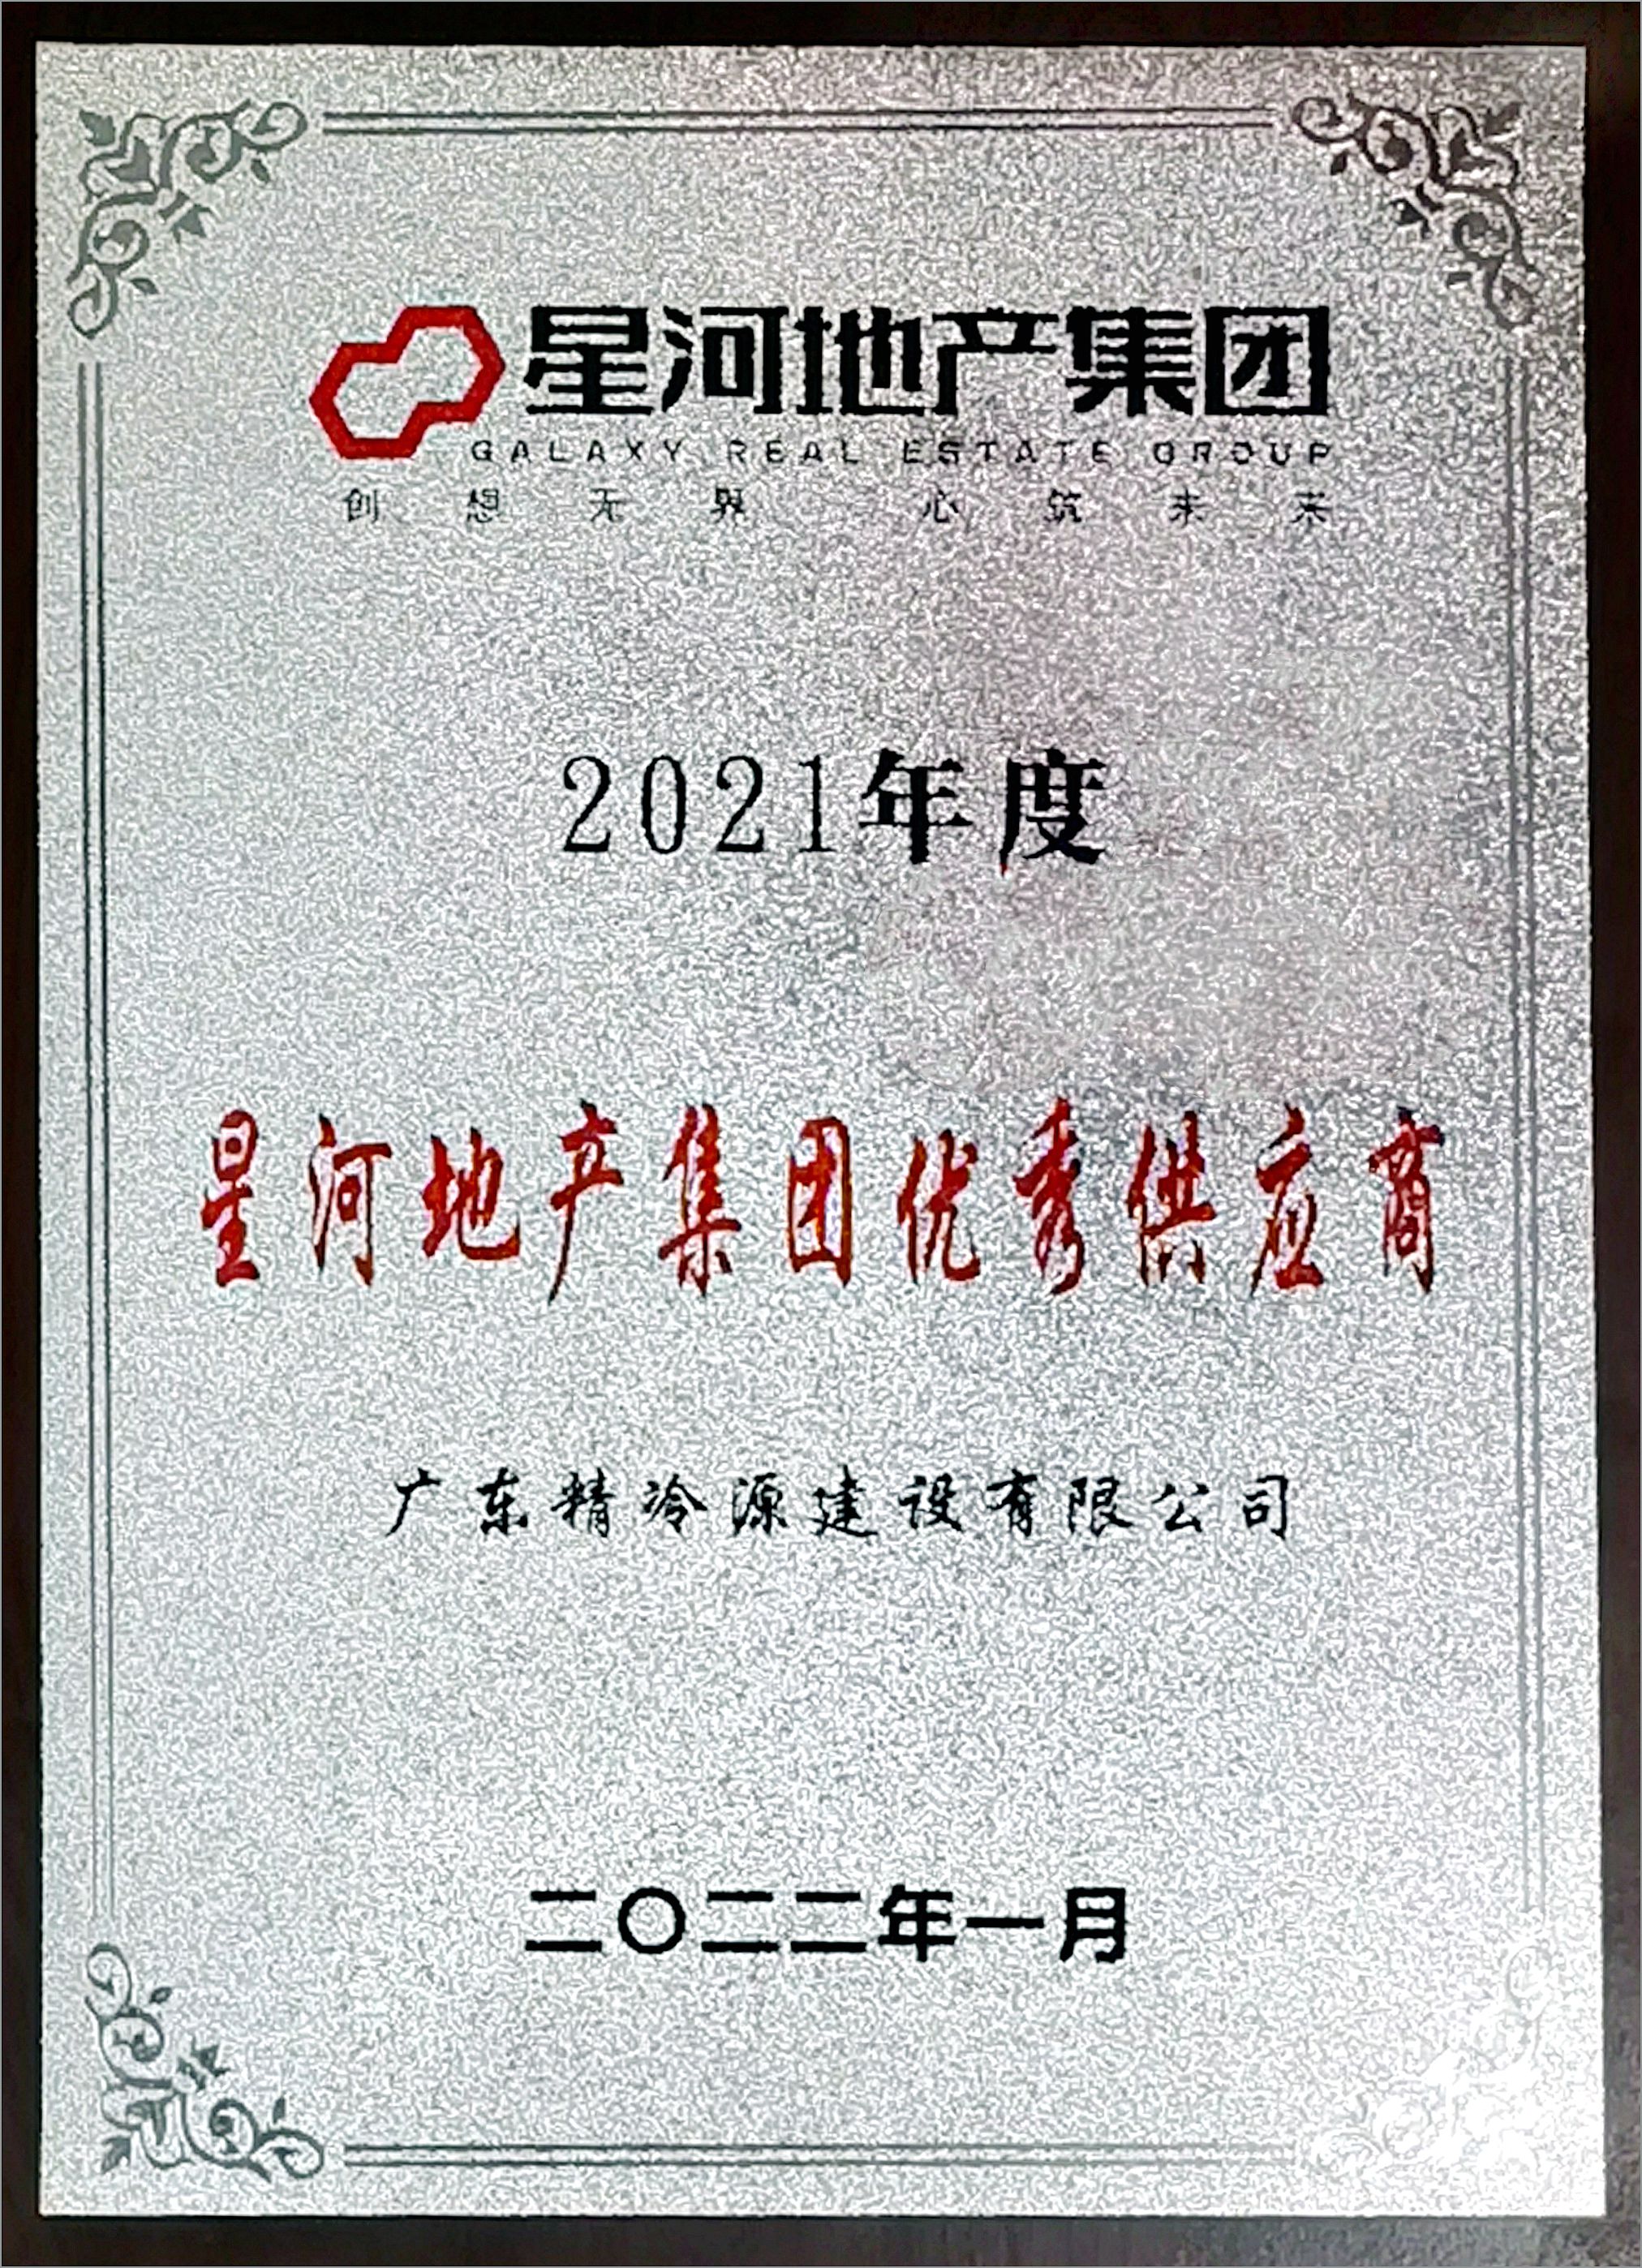 星河地产集团
GALAXY REAL ESTATE GROUP
创想无界 心筑未来
2021年度
星河地产集团优秀供应商
广东精冷源建设有限公司
二〇二二年一月